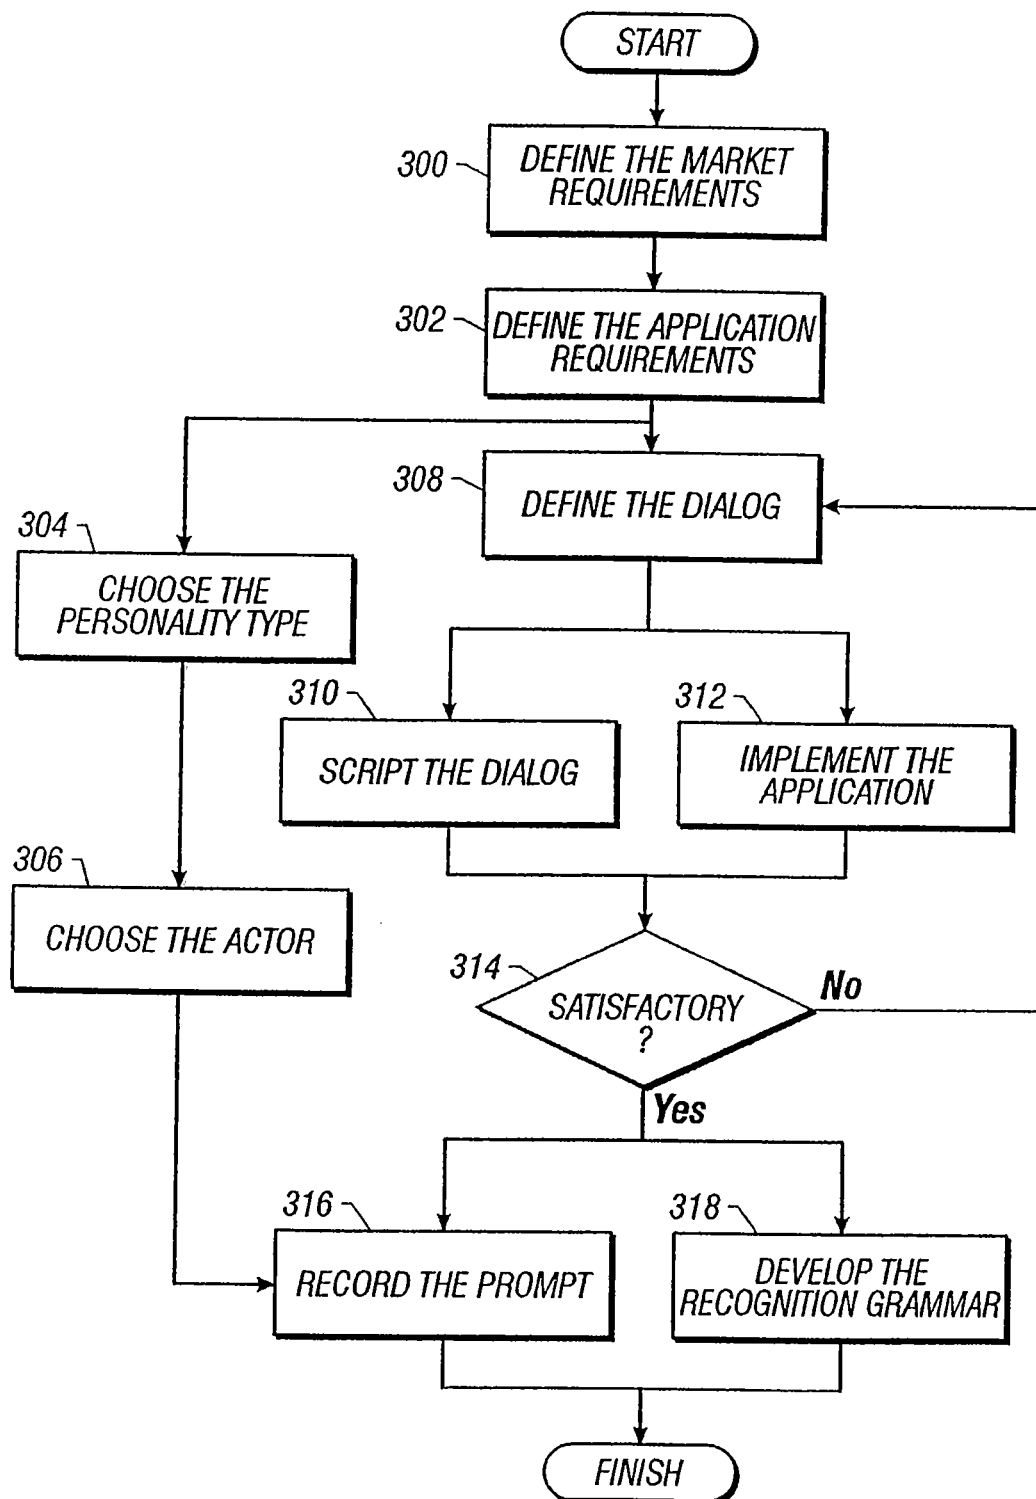 START
300
DEFINE THE MARKET
REQUIREMENTS
302
DEFINE THE APPLICATION
REQUIREMENTS
308
DEFINE THE DIALOG
304
CHOOSE THE
PERSONALITY TYPE
310
SCRIPT THE DIALOG
312
IMPLEMENT THE
APPLICATION
306
CHOOSE THE ACTOR
314
SATISFACTORY
?
No
Yes
316
RECORD THE PROMPT
318
DEVELOP THE
RECOGNITION GRAMMAR
FINISH